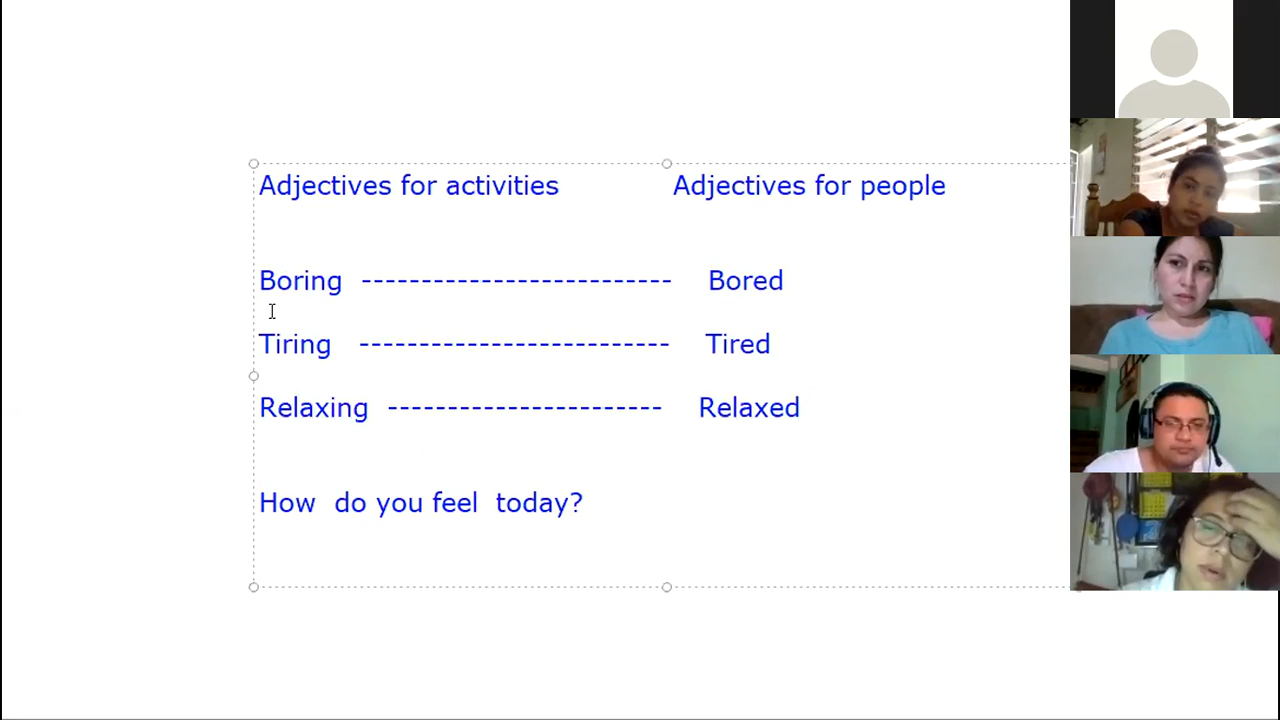 Adjectives for activities Adjectives for people
Boring -------------------------- Bored
Tiring -------------------------- Tired
Relaxing ----------------------- Relaxed
How do you feel today?